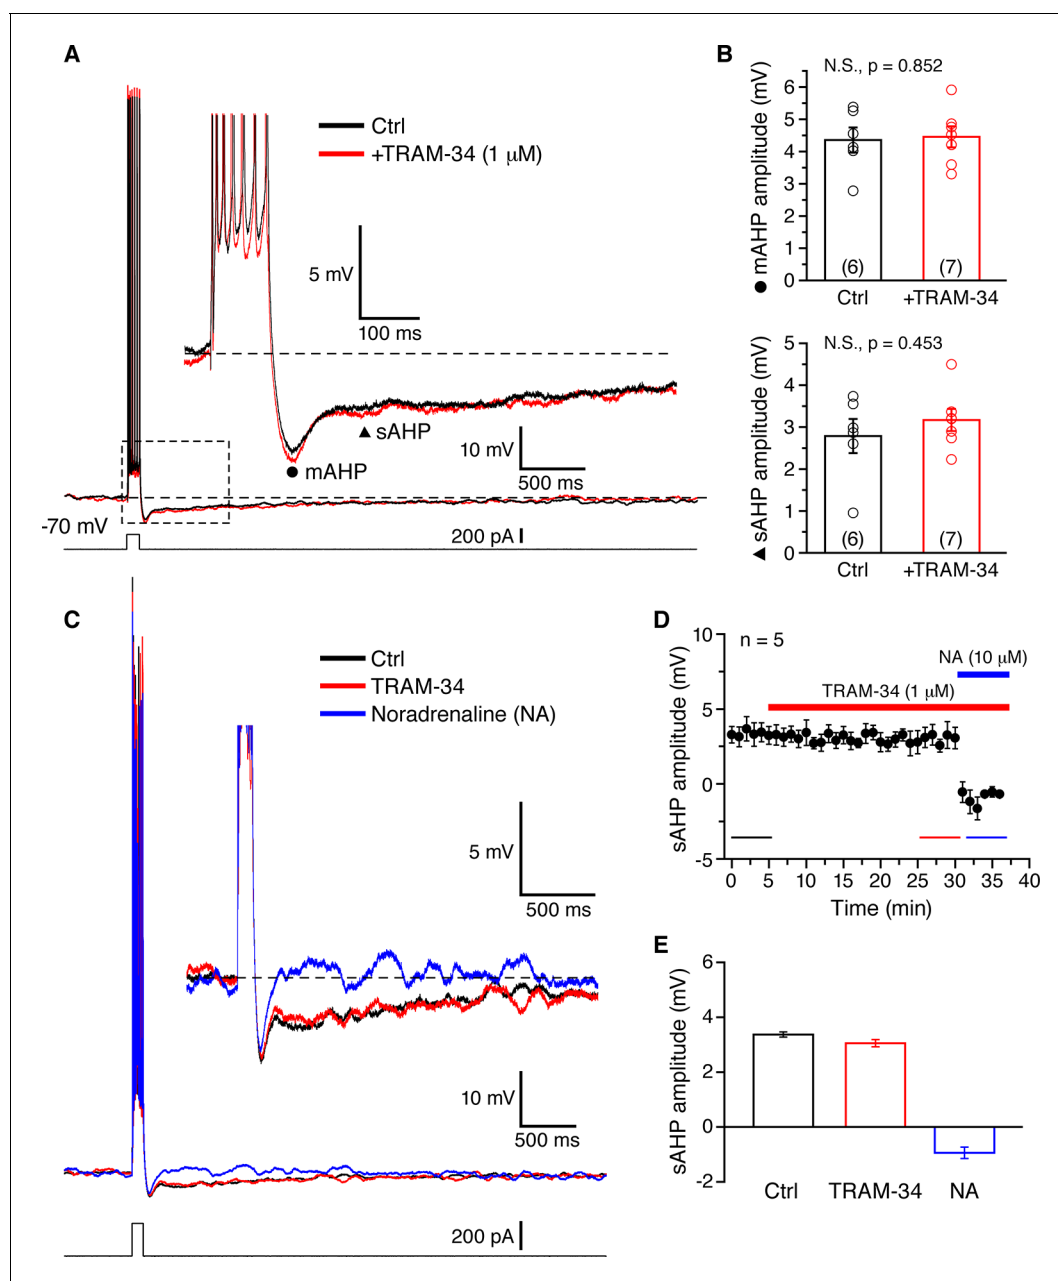 A
Ctrl
+TRAM-34 (1 μM)
5 mV
100 ms
▲ sAHP
● mAHP
10 mV
500 ms
-70 mV
200 pA
B
N.S., p = 0.852
● mAHP amplitude (mV)
6
5
4
3
2
1
0
(6)
(7)
Ctrl
+TRAM-34
N.S., p = 0.453
▲ sAHP amplitude (mV)
5
4
3
2
1
0
(6)
(7)
Ctrl
+TRAM-34
C
Ctrl
TRAM-34
Noradrenaline (NA)
5 mV
500 ms
10 mV
500 ms
200 pA
D
n = 5
NA (10 μM)
TRAM-34 (1 μM)
sAHP amplitude (mV)
10
5
0
-5
0 5 10 15 20 25 30 35 40
Time (min)
E
sAHP amplitude (mV)
6
4
2
0
-2
Ctrl
TRAM-34
NA